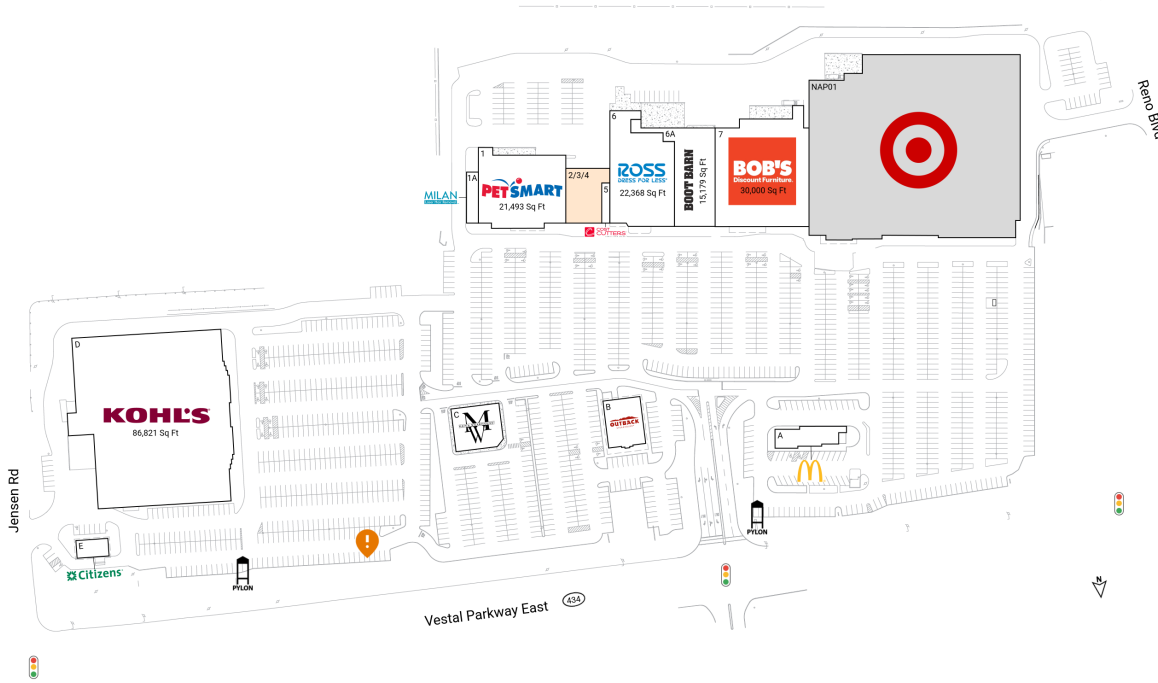 NAP01
Reno Blvd
6
6A
7
1
1A
2/3/4
5
MILAN
PETSMART
21,493 Sq Ft
ROSS
DRESS FOR LESS
22,368 Sq Ft
BOOT BARN
15,179 Sq Ft
BOB'S
Discount Furniture.
30,000 Sq Ft
COST
CUTTERS
D
KOHL'S
86,821 Sq Ft
C
MW
B
OUTBACK
A
PYLON
E
Citizens
PYLON
Jensen Rd
Vestal Parkway East
434
N